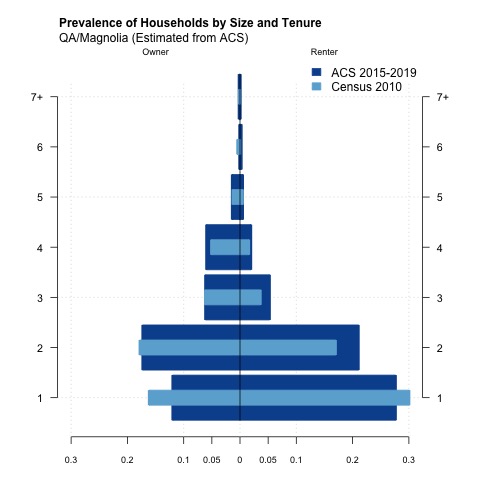 Prevalence of Households by Size and Tenure
QA/Magnolia (Estimated from ACS)
Owner Renter
ACS 2015-2019
Census 2010
7+ 7+
6 6
5 5
4 4
3 3
2 2
1 1
0.3 0.2 0.1 0.05 0 0.05 0.1 0.2 0.3